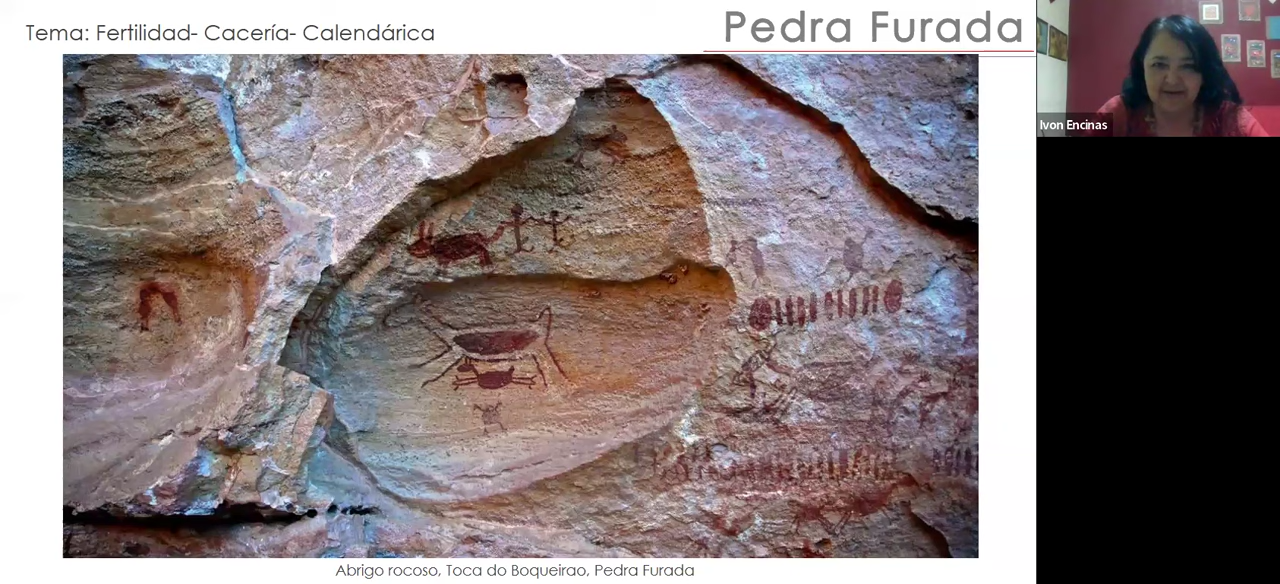 Tema: Fertilidad- Cacería- Calendárica
Pedra Furada
Ivon Encinas
Abrigo rocoso, Toca do Boqueirao, Pedra Furada